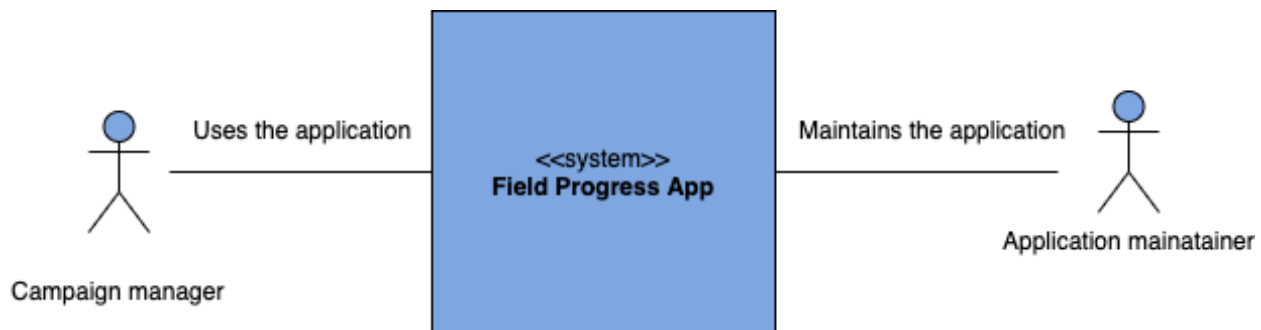 Uses the application
Maintains the application
<<system>>
Field Progress App
Application mainatainer
Campaign manager